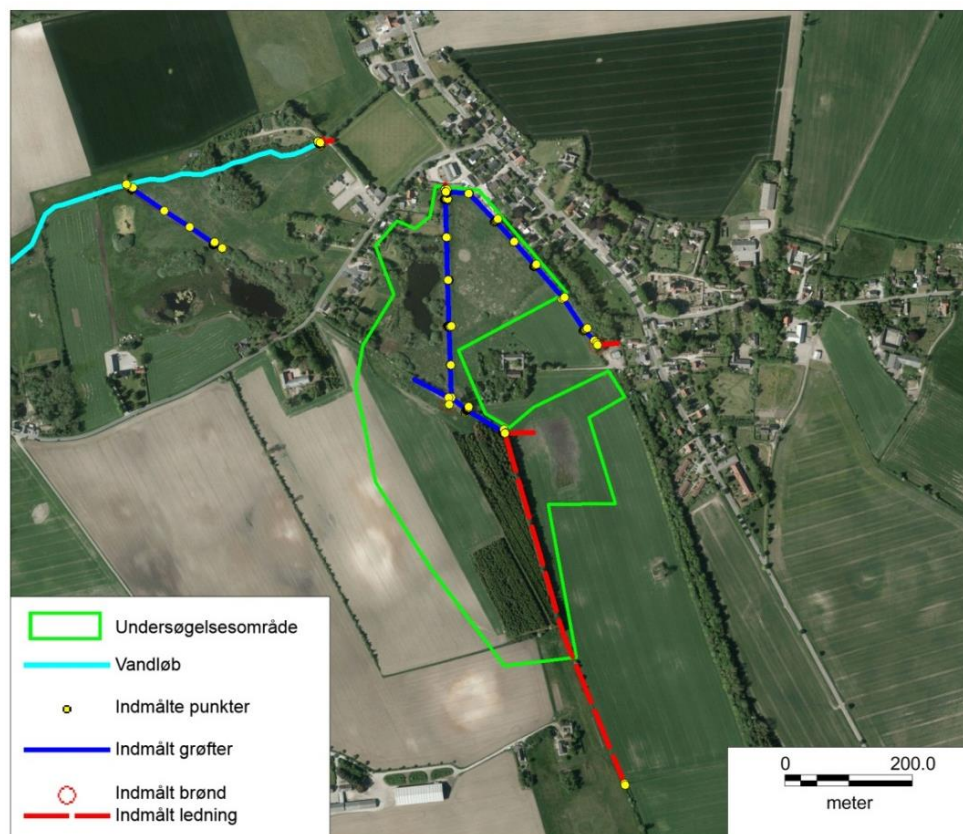 Undersøgelsesområde
Vandløb
Indmålte punkter
Indmålt grøfter
Indmålt brønd
Indmålt ledning
0 200.0
meter